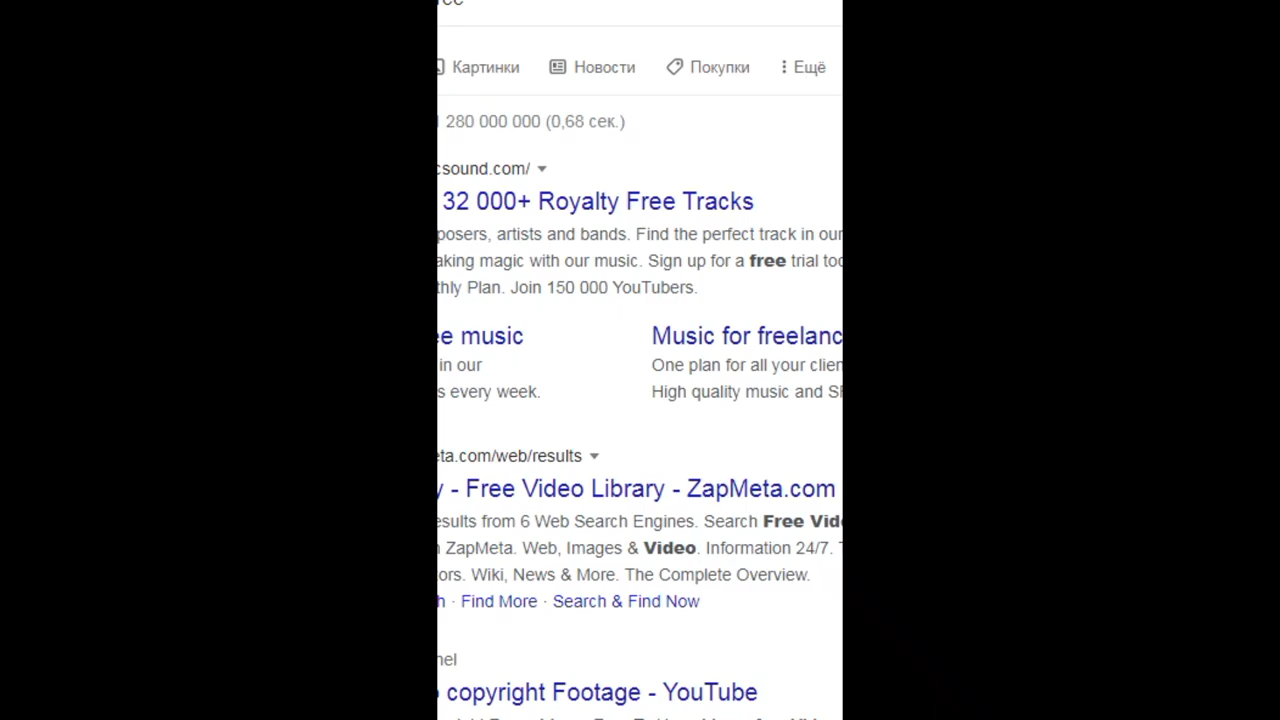 Картинки Новости Покупки Ещё
280 000 000 (0,68 сек.)
csound.com/
32 000+ Royalty Free Tracks
posers, artists and bands. Find the perfect track in our
aking magic with our music. Sign up for a free trial
thly Plan. Join 150 000 YouTubers.
ee music
in our
s every week.
Music for freelanc
One plan for all your clien
High quality music and
eta.com/web/results
y - Free Video Library - ZapMeta.com
esults from 6 Web Search Engines. Search Free Vid
ZapMeta. Web, Images & Video. Information 24/7.
ors. Wiki, News & More. The Complete Overview.
h · Find More · Search & Find Now
nel
copyright Footage - YouTube